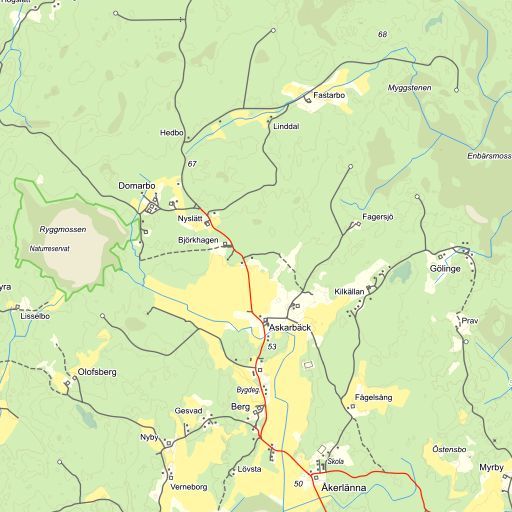 68
Myggstenen
Fastarbo
Linddal
Hedbo
Enbärsmoss
67
Domarbo
Nyslätt
Fagersjö
Ryggmossen
Naturreservat
Björkhagen
Gölinge
Kilkällan
Lisselbo
Prav
Askarbäck
53
Olofsberg
Bygdeg.
Fågelsång
Gesvad
Berg
Nyby
Östensbo
Skola
Lövsta
Myrby
50
Åkerlänna
Verneborg